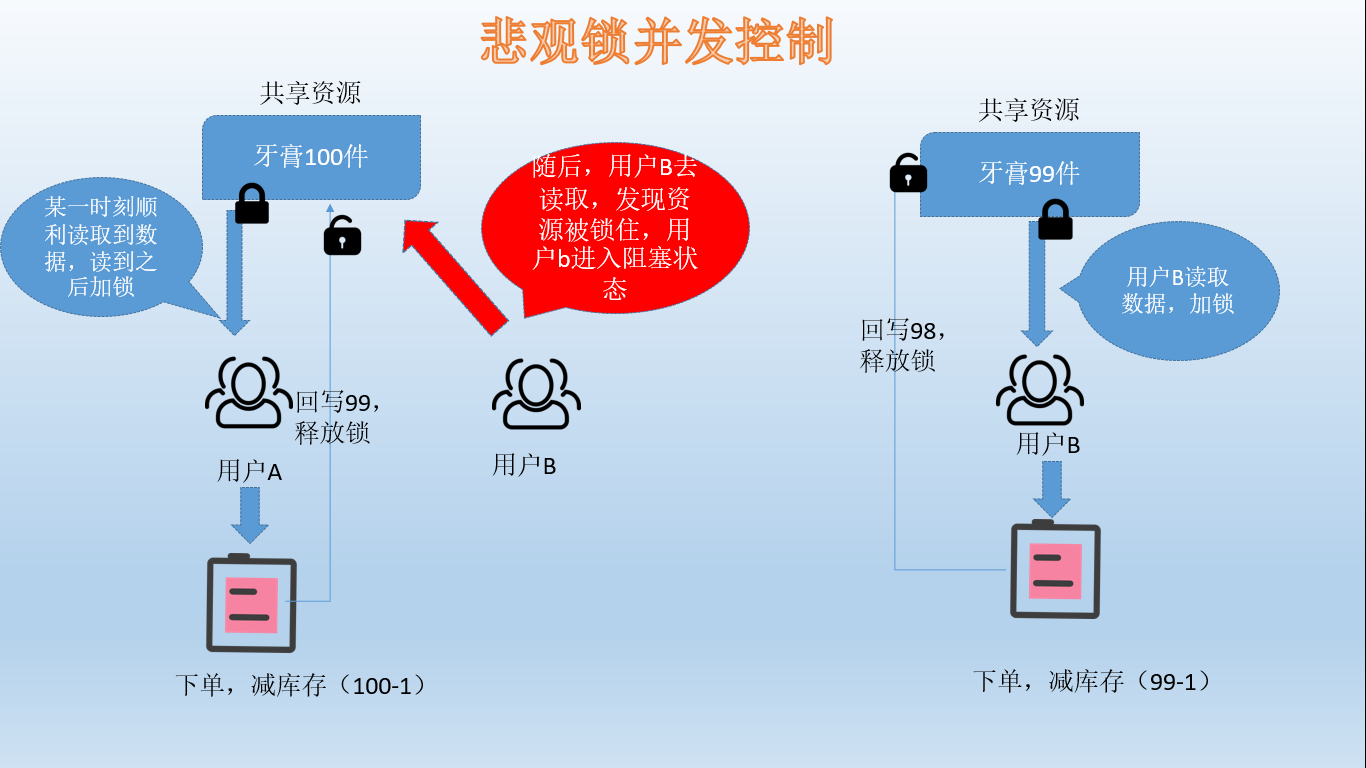 悲观锁并发控制
共享资源
牙膏100件
某一时刻顺
利读取到数
据，读到之
后加锁
随后，用户B去
读取，发现资
源被锁住，用
户b进入阻塞状
态
回写99，
释放锁
用户A
用户B
下单，减库存（100-1）
共享资源
牙膏99件
用户B读取
数据，加锁
回写98，
释放锁
用户B
下单，减库存（99-1）